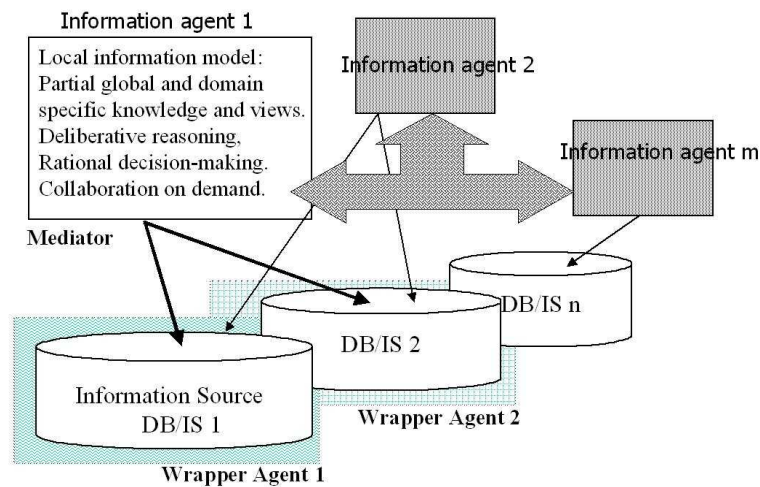 Information agent 1
Local information model:
Partial global and domain
specific knowledge and views.
Deliberative reasoning,
Rational decision-making.
Collaboration on demand.
Mediator
Information agent 2
Information agent m
DB/IS n
DB/IS 2
Information Source
DB/IS 1
Wrapper Agent 2
Wrapper Agent 1